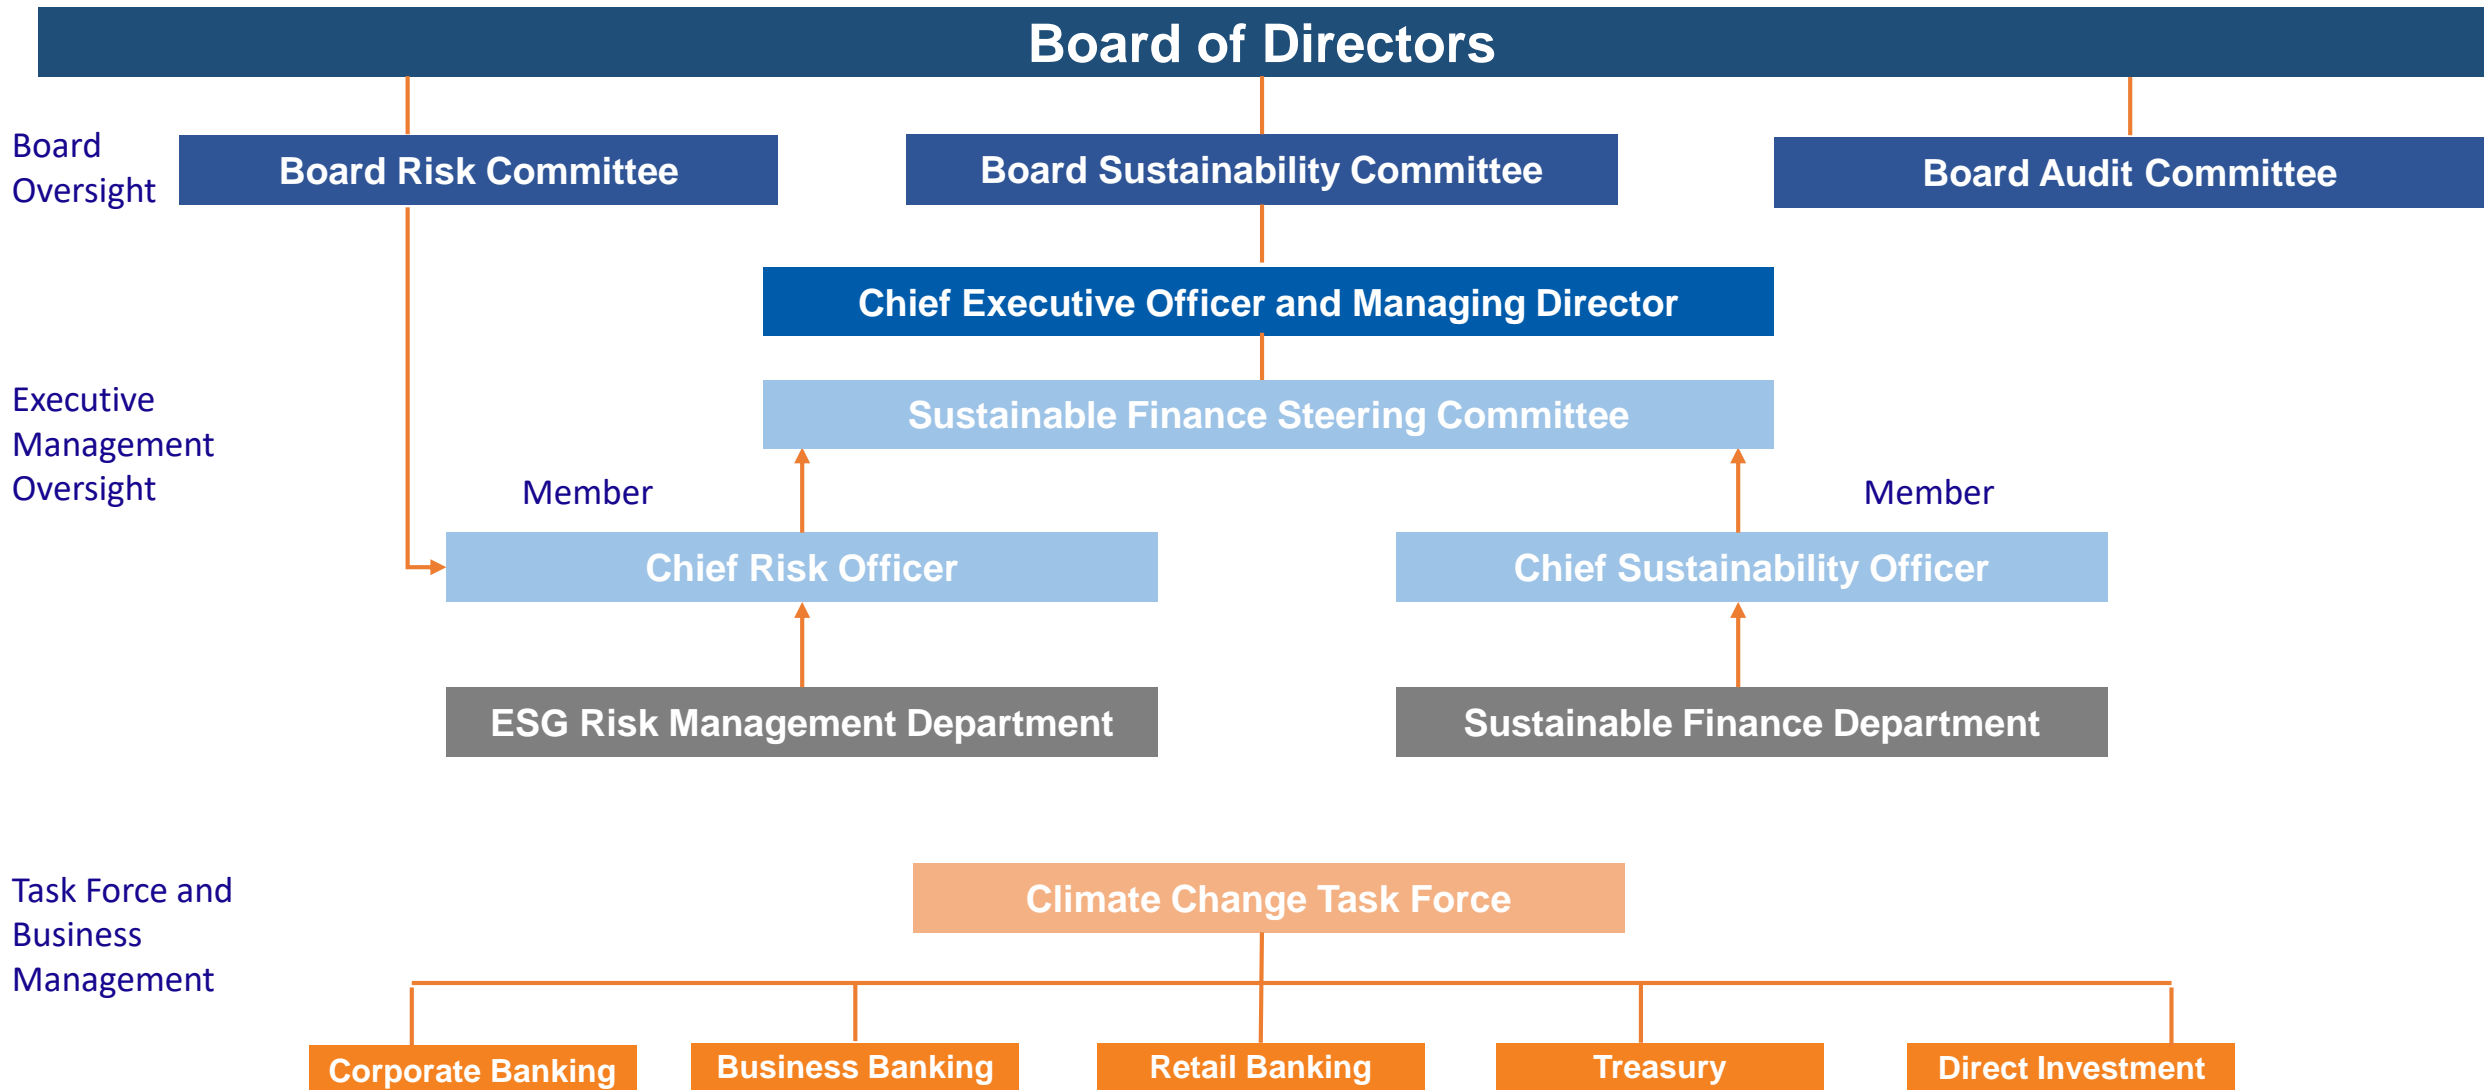 Board of Directors
Board
Oversight
Board Risk Committee
Board Sustainability Committee
Board Audit Committee
Chief Executive Officer and Managing Director
Executive
Management
Oversight
Sustainable Finance Steering Committee
Member
Member
Chief Risk Officer
Chief Sustainability Officer
ESG Risk Management Department
Sustainable Finance Department
Task Force and
Business
Management
Climate Change Task Force
Corporate Banking
Business Banking
Retail Banking
Treasury
Direct Investment